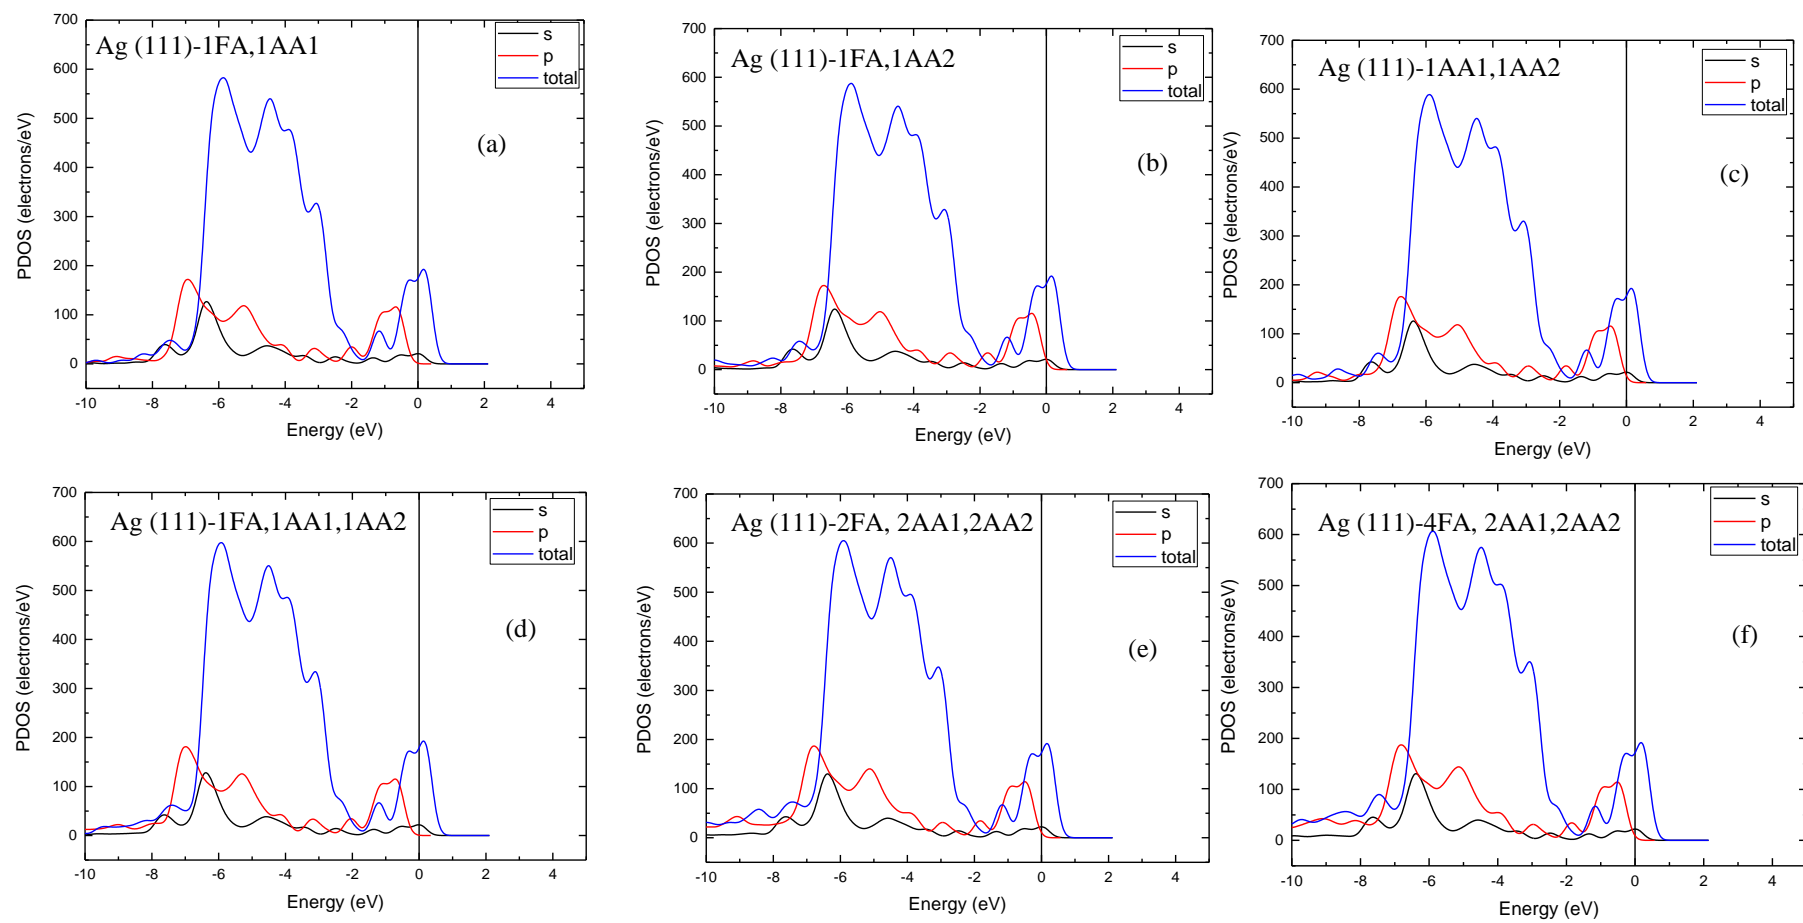 Ag (111)-1FA,1AA1
s
p
total
(a)
PDOS (electrons/eV)
700
600
500
400
300
200
100
0
-10 -8 -6 -4 -2 0 2 4
Energy (eV)
Ag (111)-1FA,1AA2
s
p
total
(b)
PDOS (electrons/eV)
700
600
500
400
300
200
100
0
-10 -8 -6 -4 -2 0 2 4
Energy (eV)
Ag (111)-1AA1,1AA2
s
p
total
(c)
PDOS (electrons/eV)
700
600
500
400
300
200
100
0
-10 -8 -6 -4 -2 0 2 4
Energy (eV)
Ag (111)-1FA,1AA1,1AA2
s
p
total
(d)
PDOS (electrons/eV)
700
600
500
400
300
200
100
0
-10 -8 -6 -4 -2 0 2 4
Energy (eV)
Ag (111)-2FA, 2AA1,2AA2
s
p
total
(e)
PDOS (electrons/eV)
700
600
500
400
300
200
100
0
-10 -8 -6 -4 -2 0 2 4
Energy (eV)
Ag (111)-4FA, 2AA1,2AA2
s
p
total
(f)
PDOS (electrons/eV)
700
600
500
400
300
200
100
0
-10 -8 -6 -4 -2 0 2 4
Energy (eV)